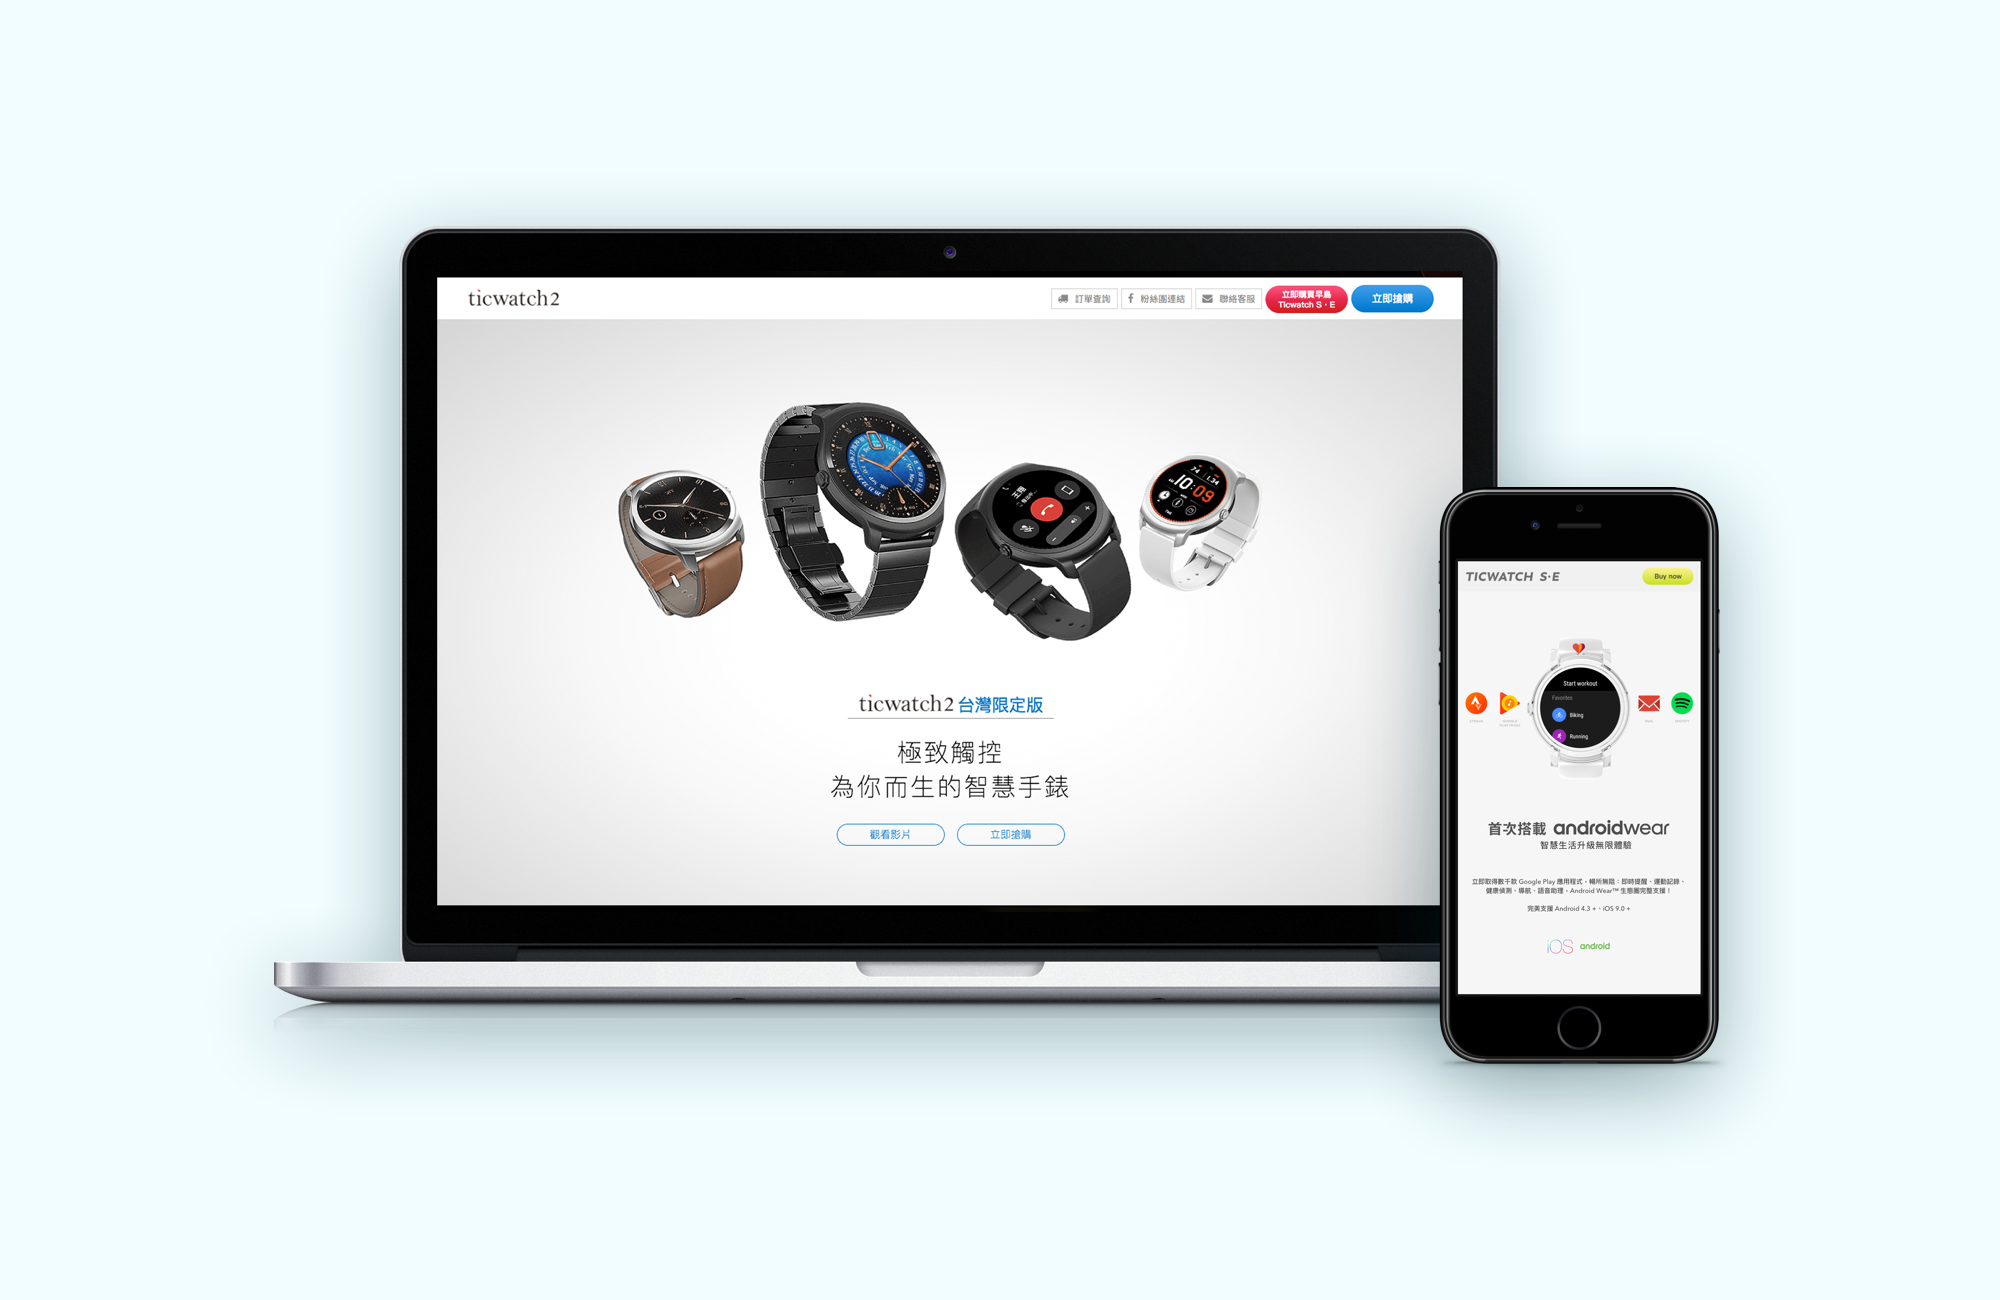 ticwatch2
訂單查詢
粉絲團連結
聯絡客服
立即購買早鳥
Ticwatch S・E
立即搶購
10:09
ticwatch2 台灣限定版
極致觸控
為你而生的智慧手錶
觀看影片
立即搶購
TICWATCH S·E
Buy now
Start workout
Favorites
Biking
Running
首次搭載 androidwear
智慧生活升級無限體驗
立即取得數千款 Google Play 應用程式，暢所無阻：即時提醒、運動記錄、
健康偵測、導航、語音助理，Android Wear™ 生態圈完整支援！
完美支援 Android 4.3 +、iOS 9.0 +
iOS android